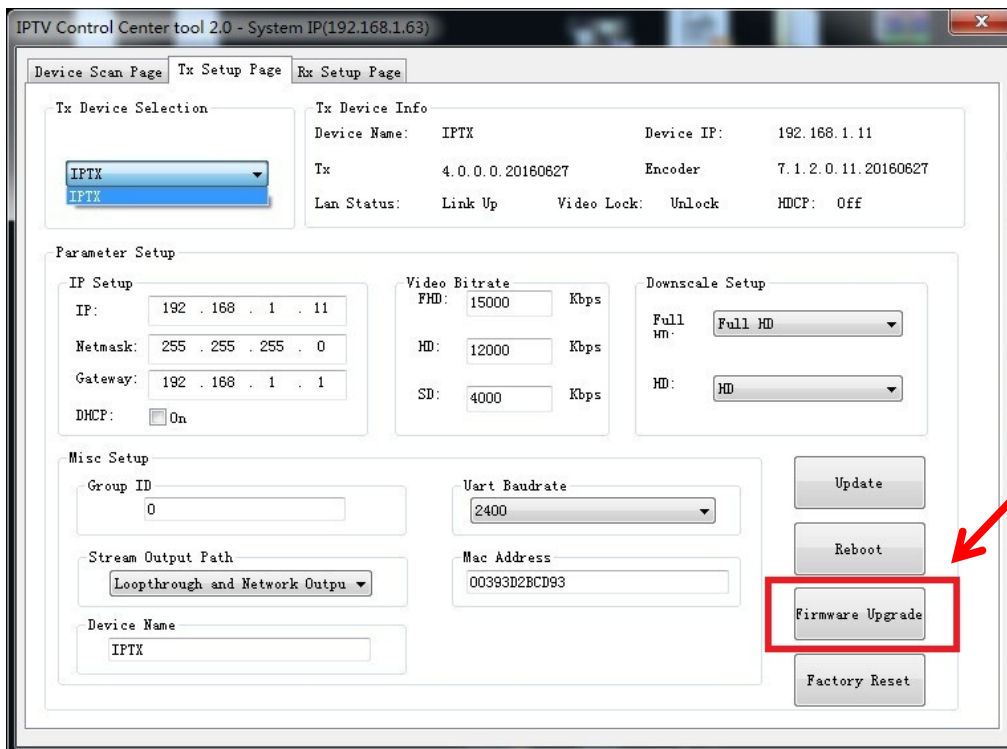 IPTV Control Center tool 2.0 - System IP(192.168.1.63)
Device Scan Page Tx Setup Page Rx Setup Page
Tx Device Selection
IPTX
IPTX
Tx Device Info
Device Name: IPTX Device IP: 192.168.1.11
Tx 4.0.0.0.20160627 Encoder 7.1.2.0.11.20160627
Lan Status: Link Up Video Lock: Unlock HDCP: Off
Parameter Setup
IP Setup
IP: 192 . 168 . 1 . 11
Netmask: 255 . 255 . 255 . 0
Gateway: 192 . 168 . 1 . 1
DHCP: On
Video Bitrate
FHD: 15000 Kbps
HD: 12000 Kbps
SD: 4000 Kbps
Downscale Setup
Full
HD: Full HD
HD: HD
Misc Setup
Group ID
0
Uart Baudrate
2400
Stream Output Path
Loopthrough and Network Outpu
Mac Address
00393D2BCD93
Device Name
IPTX
Update
Reboot
Firmware Upgrade
Factory Reset